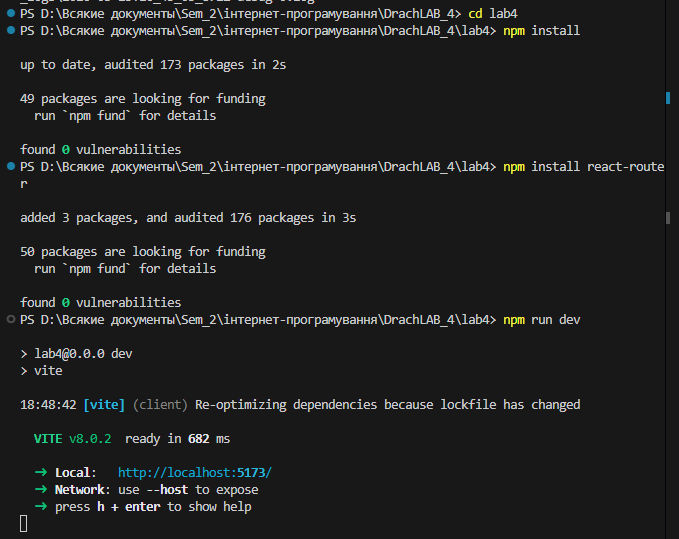 PS D:\Всякие документы\Sem_2\інтернет-програмування\DrachLAB_4> cd lab4
PS D:\Всякие документы\Sem_2\інтернет-програмування\DrachLAB_4\lab4> npm install
up to date, audited 173 packages in 2s
49 packages are looking for funding
  run `npm fund` for details
found 0 vulnerabilities
PS D:\Всякие документы\Sem_2\інтернет-програмування\DrachLAB_4\lab4> npm install react-route
r
added 3 packages, and audited 176 packages in 3s
50 packages are looking for funding
  run `npm fund` for details
found 0 vulnerabilities
PS D:\Всякие документы\Sem_2\інтернет-програмування\DrachLAB_4\lab4> npm run dev
> lab4@0.0.0 dev
> vite
18:48:42 [vite] (client) Re-optimizing dependencies because lockfile has changed
  VITE v8.0.2  ready in 682 ms
  ➜ Local:   http://localhost:5173/
  ➜ Network: use --host to expose
  ➜ press h + enter to show help